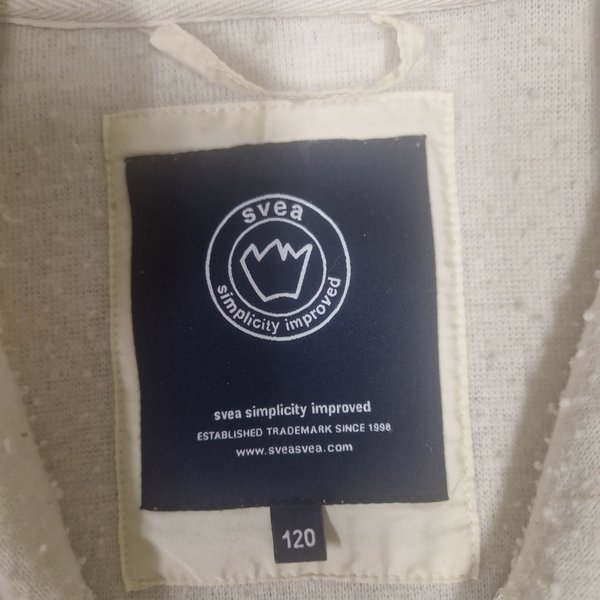 svea
simplicity improved
svea simplicity improved
ESTABLISHED TRADEMARK SINCE 1998
www.sveasvea.com
120